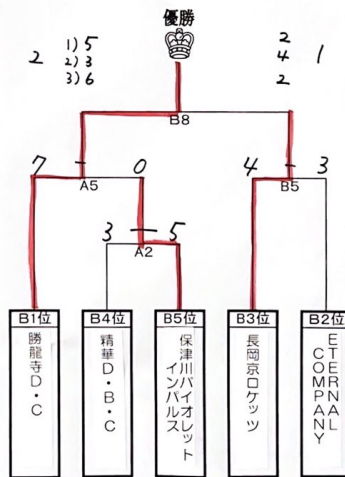 優勝
2
1) 5
2) 3
3) 6
2
4
2
1
B8
7
0
4
3
A5
B5
3
5
A2
B1位
B4位
B5位
B3位
B2位
勝龍寺D・C
精華D・B・C
保津川バイオレット
インパルス
長岡京ロケッツ
ETERNAL
COMPANY